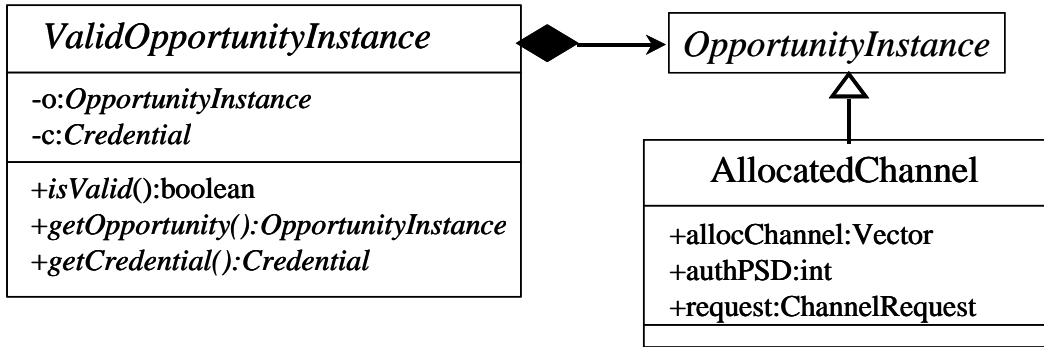 ValidOpportunityInstance
-o:OpportunityInstance
-c:Credential
+isValid():boolean
+getOpportunity():OpportunityInstance
+getCredential():Credential
OpportunityInstance
AllocatedChannel
+allocChannel:Vector
+authPSD:int
+request:ChannelRequest